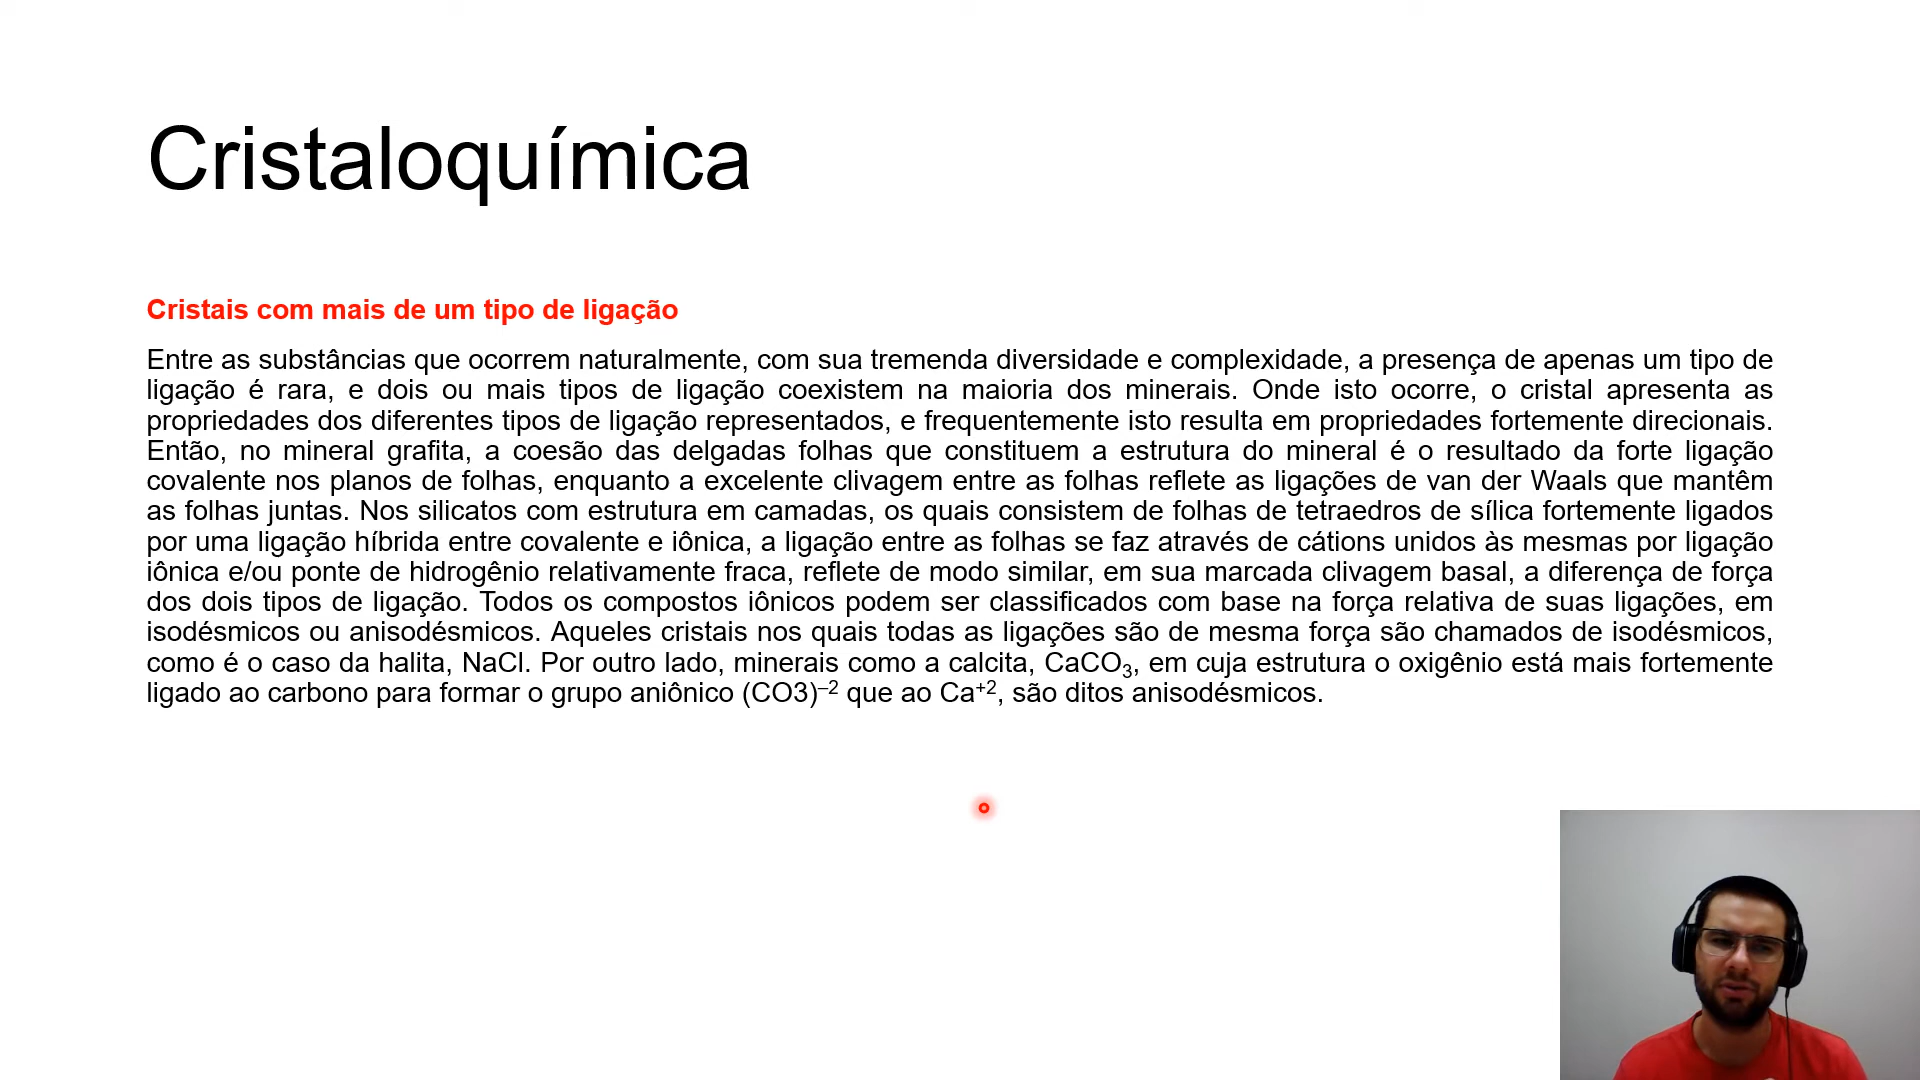 Cristaloquímica
Cristais com mais de um tipo de ligação
Entre as substâncias que ocorrem naturalmente, com sua tremenda diversidade e complexidade, a presença de apenas um tipo de
ligação é rara, e dois ou mais tipos de ligação coexistem na maioria dos minerais. Onde isto ocorre, o cristal apresenta as
propriedades dos diferentes tipos de ligação representados, e frequentemente isto resulta em propriedades fortemente direcionais.
Então, no mineral grafita, a coesão das delgadas folhas que constituem a estrutura do mineral é o resultado da forte ligação
covalente nos planos de folhas, enquanto a excelente clivagem entre as folhas reflete as ligações de van der Waals que mantêm
as folhas juntas. Nos silicatos com estrutura em camadas, os quais consistem de folhas de tetraedros de sílica fortemente ligados
por uma ligação híbrida entre covalente e iônica, a ligação entre as folhas se faz através de cátions unidos às mesmas por ligação
iônica e/ou ponte de hidrogênio relativamente fraca, reflete de modo similar, em sua marcada clivagem basal, a diferença de força
dos dois tipos de ligação. Todos os compostos iônicos podem ser classificados com base na força relativa de suas ligações, em
isodésmicos ou anisodésmicos. Aqueles cristais nos quais todas as ligações são de mesma força são chamados de isodésmicos,
como é o caso da halita, NaCl. Por outro lado, minerais como a calcita, CaCO₃, em cuja estrutura o oxigênio está mais fortemente
ligado ao carbono para formar o grupo aniônico (CO3)⁻² que ao Ca⁺², são ditos anisodésmicos.